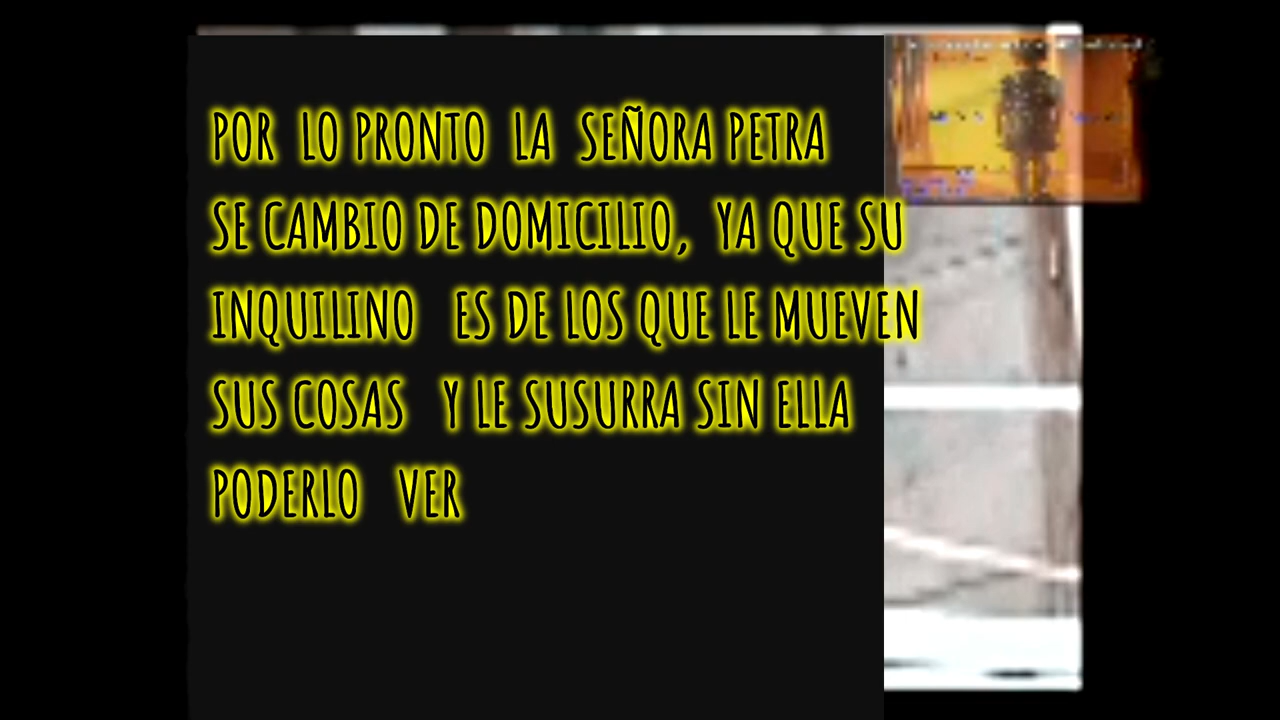 POR LO PRONTO LA SEÑORA PETRA
SE CAMBIO DE DOMICILIO, YA QUE SU
INQUILINO ES DE LOS QUE LE MUEVEN
SUS COSAS Y LE SUSURRA SIN ELLA
PODERLO VER